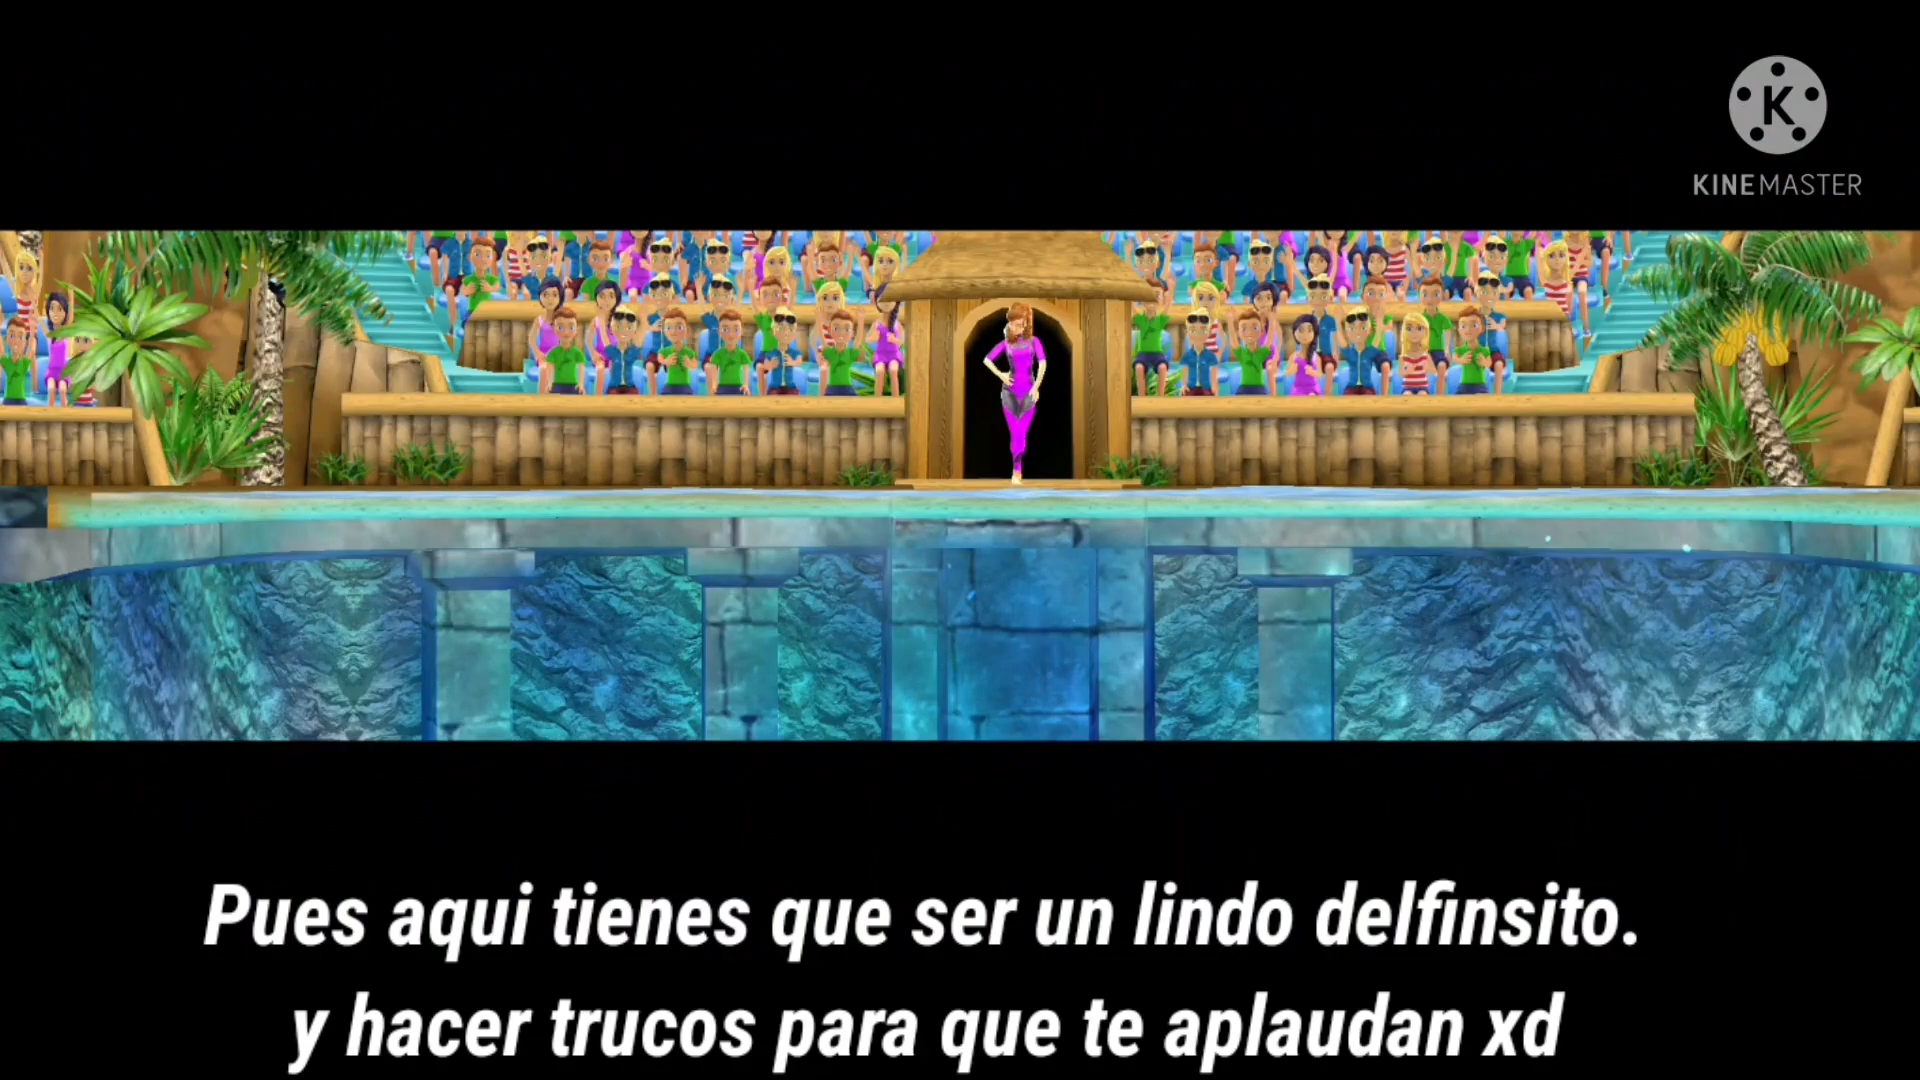 K
KINEMASTER
Pues aqui tienes que ser un lindo delfinsito.
y hacer trucos para que te aplaudan xd